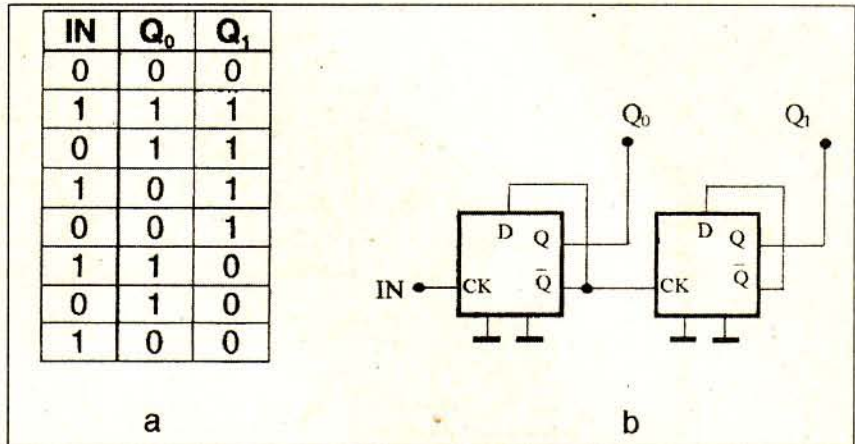 IN Q₀ Q₁
0 0 0
1 1 1
0 1 1
1 0 1
0 0 1
1 1 0
0 1 0
1 0 0
a
Q₀ Q₁
D D
Q Q
IN CK Q̅ CK Q̅
b